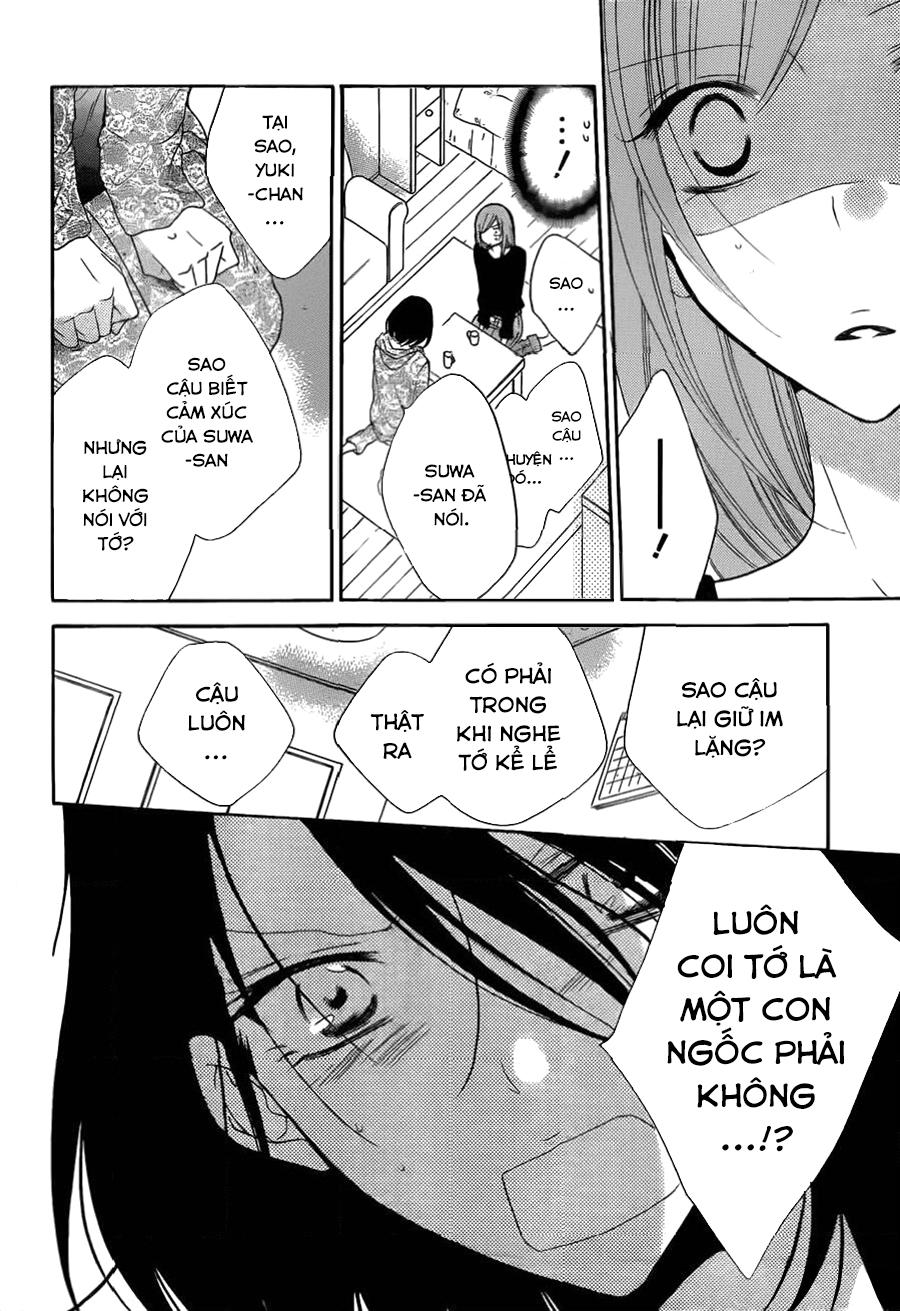 ...!
SAO
...
SAO
CẬU
...
HUYỆN
ĐÓ...
SUWA
-SAN ĐÃ
NÓI.
TẠI
SAO,
YUKI
-CHAN
...
SAO
CẬU BIẾT
CẢM XÚC
CỦA SUWA
-SAN
NHƯNG
LẠI
KHÔNG
NÓI VỚI
TỚ?
SAO CẬU
LẠI GIỮ IM
LẶNG?
CÓ PHẢI
TRONG
KHI NGHE
TỚ KỂ LỂ
THẬT
RA
CẬU
LUÔN
...
LUÔN
COI TỚ LÀ
MỘT CON
NGỐC PHẢI
KHÔNG
...!?